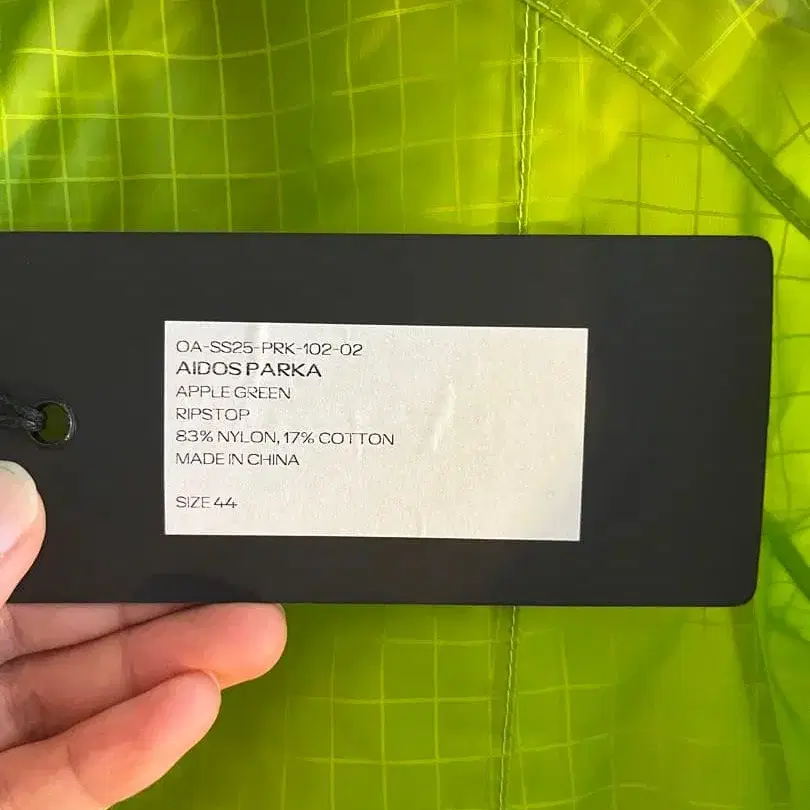 OA-SS25-PRK-102-02
AIDOS PARKA
APPLE GREEN
RIPSTOP
83% NYLON, 17% COTTON
MADE IN CHINA
SIZE 44